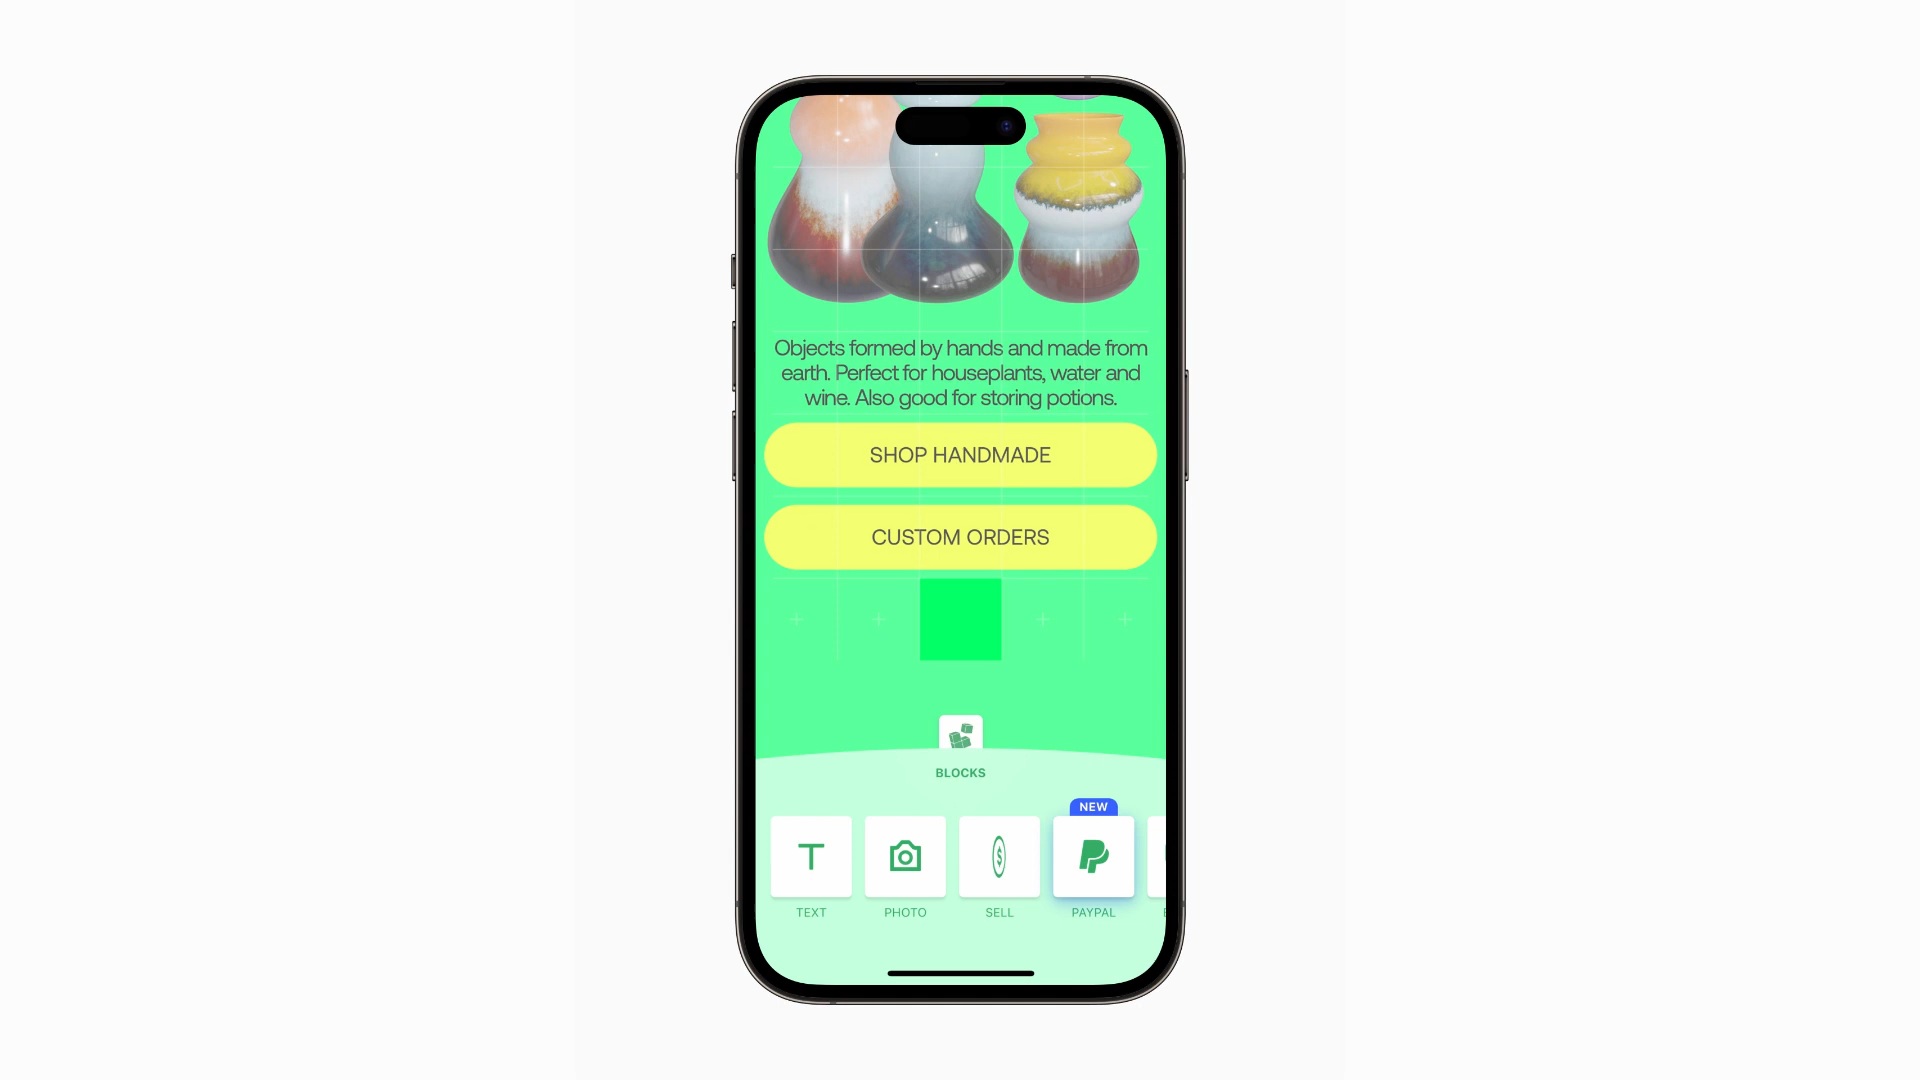 Objects formed by hands and made from
earth. Perfect for houseplants, water and
wine. Also good for storing potions.
SHOP HANDMADE
CUSTOM ORDERS
BLOCKS
NEW
TEXT
PHOTO
SELL
PAYPAL